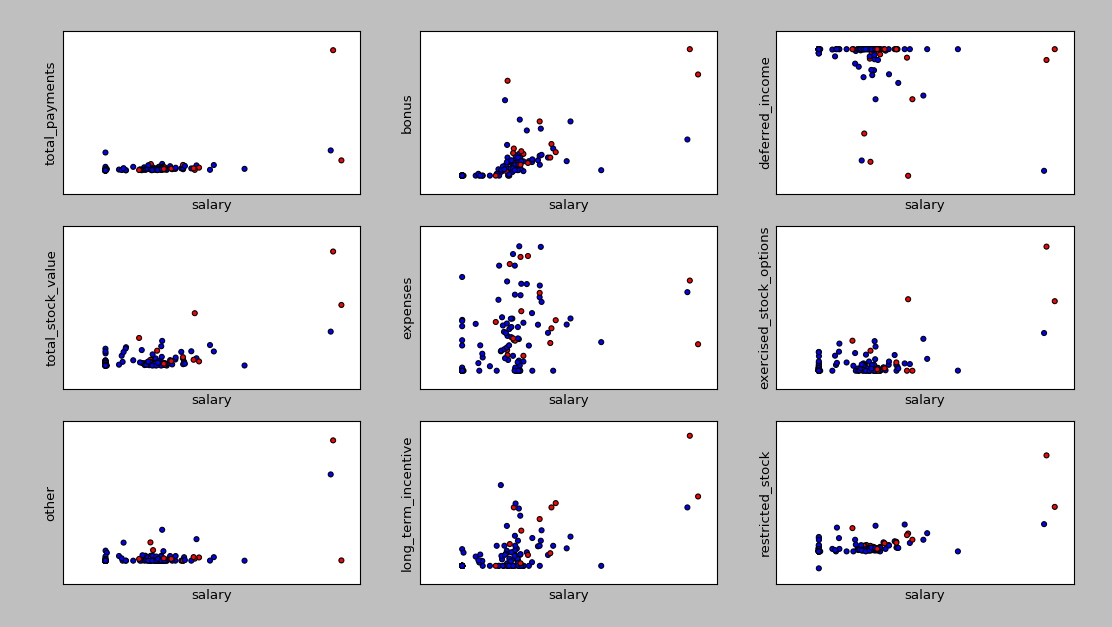 total_payments
salary
bonus
salary
deferred_income
salary
total_stock_value
salary
expenses
salary
exercised_stock_options
salary
other
salary
long_term_incentive
salary
restricted_stock
salary